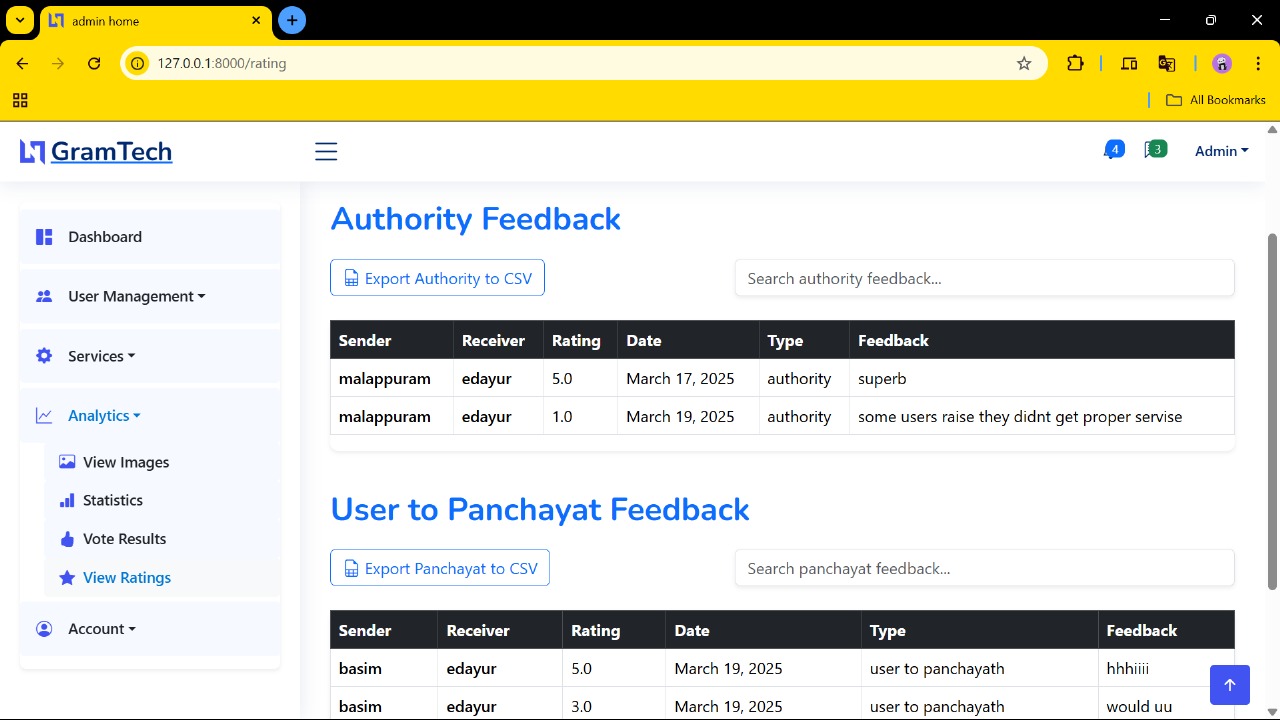 admin home
127.0.0.1:8000/rating
All Bookmarks
GramTech
4
3
Admin
Dashboard
User Management
Services
Analytics
View Images
Statistics
Vote Results
View Ratings
Account
Authority Feedback
Export Authority to CSV
Search authority feedback...
Sender Receiver Rating Date Type Feedback
malappuram edayur 5.0 March 17, 2025 authority superb
malappuram edayur 1.0 March 19, 2025 authority some users raise they didnt get proper servise
User to Panchayat Feedback
Export Panchayat to CSV
Search panchayat feedback...
Sender Receiver Rating Date Type Feedback
basim edayur 5.0 March 19, 2025 user to panchayath hhhiiii
basim edayur 3.0 March 19, 2025 user to panchayath would uu